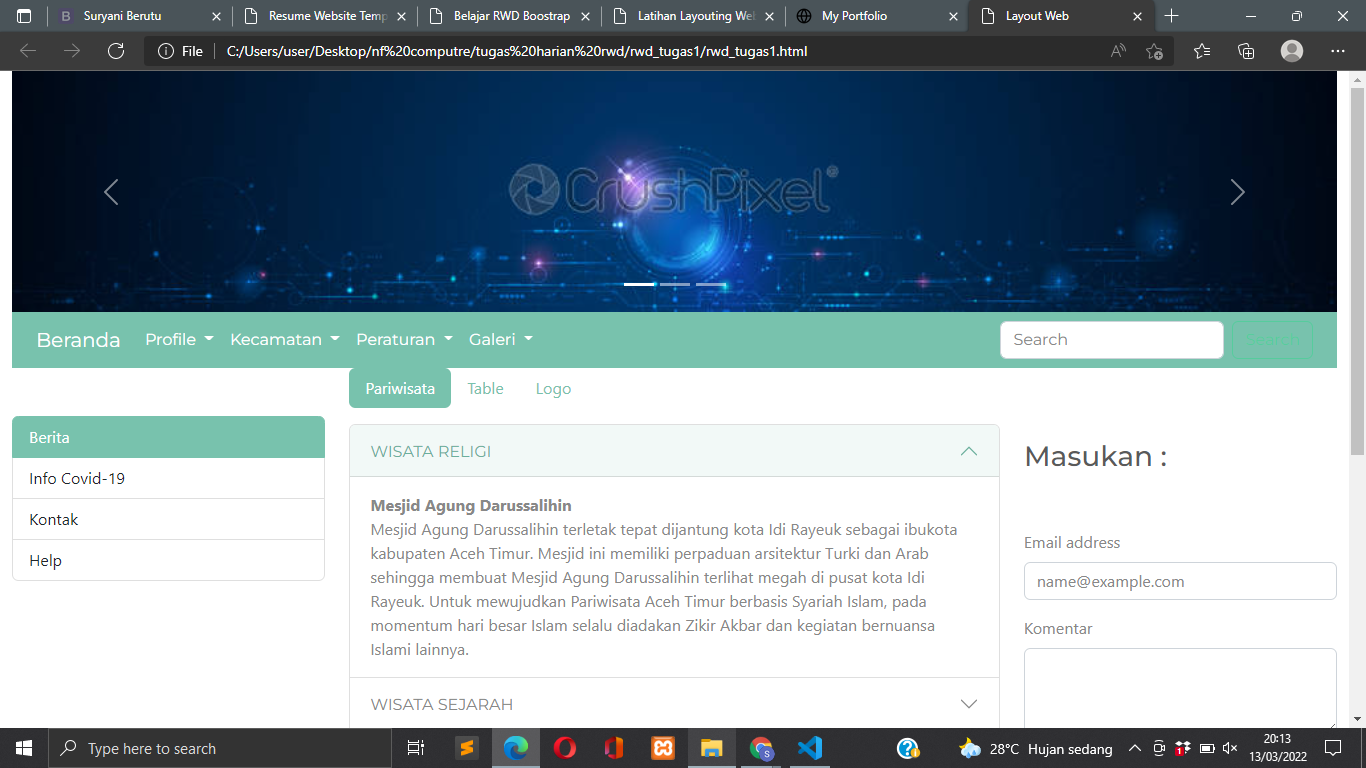 Suryani Berutu
Resume Website Temp
Belajar RWD Boostrap
Latihan Layouting Web
My Portfolio
Layout Web
File
C:/Users/user/Desktop/nf%20computre/tugas%20harian%20rwd/rwd_tugas1/rwd_tugas1.html
CrushPixel
Beranda Profile Kecamatan Peraturan Galeri
Search
Search
Pariwisata Table Logo
Berita
Info Covid-19
Kontak
Help
WISATA RELIGI
Mesjid Agung Darussalihin
Mesjid Agung Darussalihin terletak tepat dijantung kota Idi Rayeuk sebagai ibukota
kabupaten Aceh Timur. Mesjid ini memiliki perpaduan arsitektur Turki dan Arab
sehingga membuat Mesjid Agung Darussalihin terlihat megah di pusat kota Idi
Rayeuk. Untuk mewujudkan Pariwisata Aceh Timur berbasis Syariah Islam, pada
momentum hari besar Islam selalu diadakan Zikir Akbar dan kegiatan bernuansa
Islami lainnya.
WISATA SEJARAH
Masukan :
Email address
name@example.com
Komentar
Type here to search
28°C Hujan sedang
20:13
13/03/2022